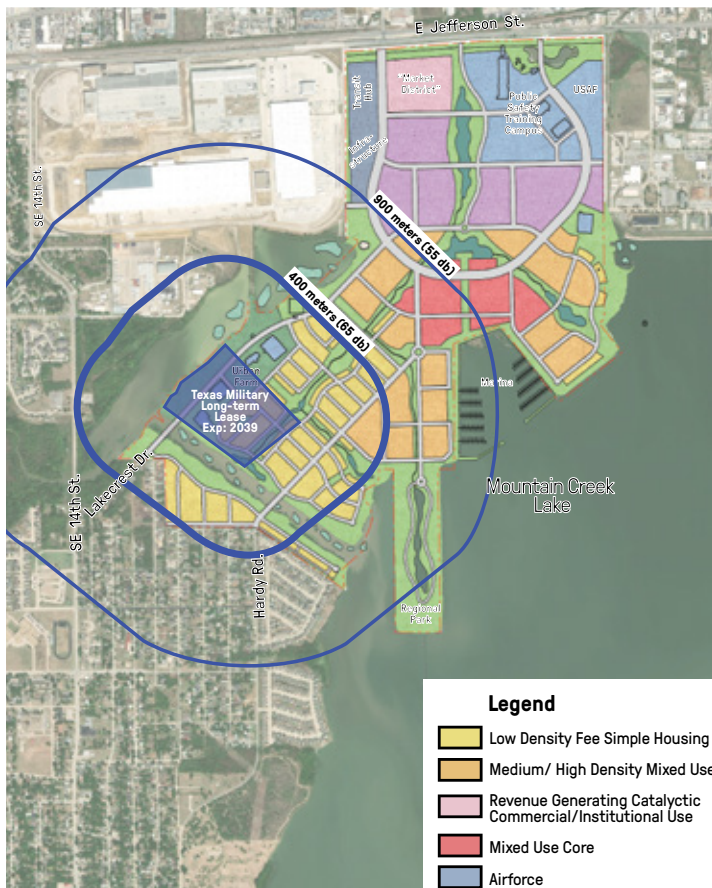 E Jefferson St.
Transit
Hub
"Market
District"
Public
Safety
Training
Campus
USAF
Infra-
structure
SE 14th St.
900 meters (55 db)
400 meters (65 db)
Urban
Farm
Texas Military
Long-term
Lease
Exp: 2039
Marina
Lakecrest Dr.
SE 14th St.
Mountain Creek
Lake
Hardy Rd.
Regional
Park
Legend
Low Density Fee Simple Housing
Medium/ High Density Mixed Use
Revenue Generating Catalyctic
Commercial/Institutional Use
Mixed Use Core
Airforce